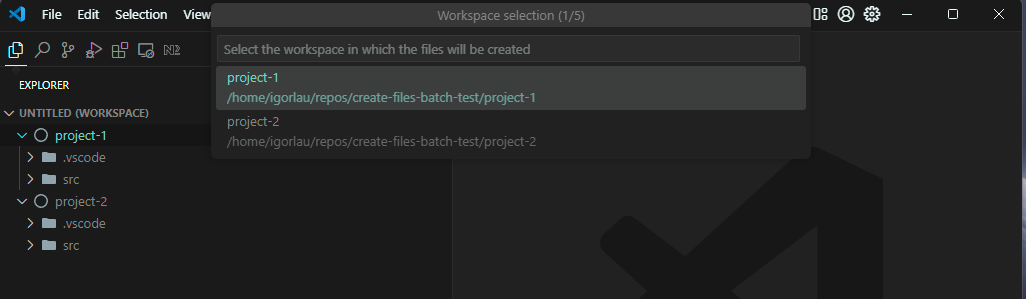 File Edit Selection View
Workspace selection (1/5)
Select the workspace in which the files will be created
project-1
/home/igorlau/repos/create-files-batch-test/project-1
project-2
/home/igorlau/repos/create-files-batch-test/project-2
EXPLORER
UNTITLED (WORKSPACE)
project-1
.vscode
src
project-2
.vscode
src